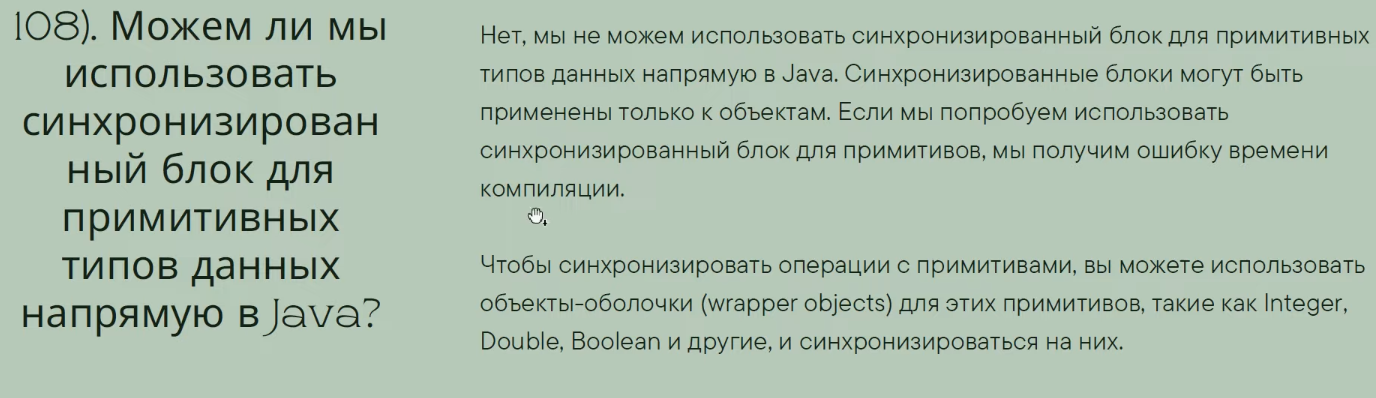 108). Можем ли мы
использовать
синхронизирован
ный блок для
примитивных
типов данных
напрямую в Java?
Нет, мы не можем использовать синхронизированный блок для примитивных
типов данных напрямую в Java. Синхронизированные блоки могут быть
применены только к объектам. Если мы попробуем использовать
синхронизированный блок для примитивов, мы получим ошибку времени
компиляции.
Чтобы синхронизировать операции с примитивами, вы можете использовать
объекты-оболочки (wrapper objects) для этих примитивов, такие как Integer,
Double, Boolean и другие, и синхронизироваться на них.